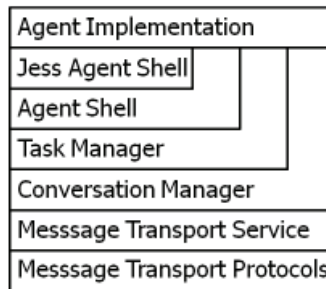 Agent Implementation
Jess Agent Shell
Agent Shell
Task Manager
Conversation Manager
Messsage Transport Service
Messsage Transport Protocols